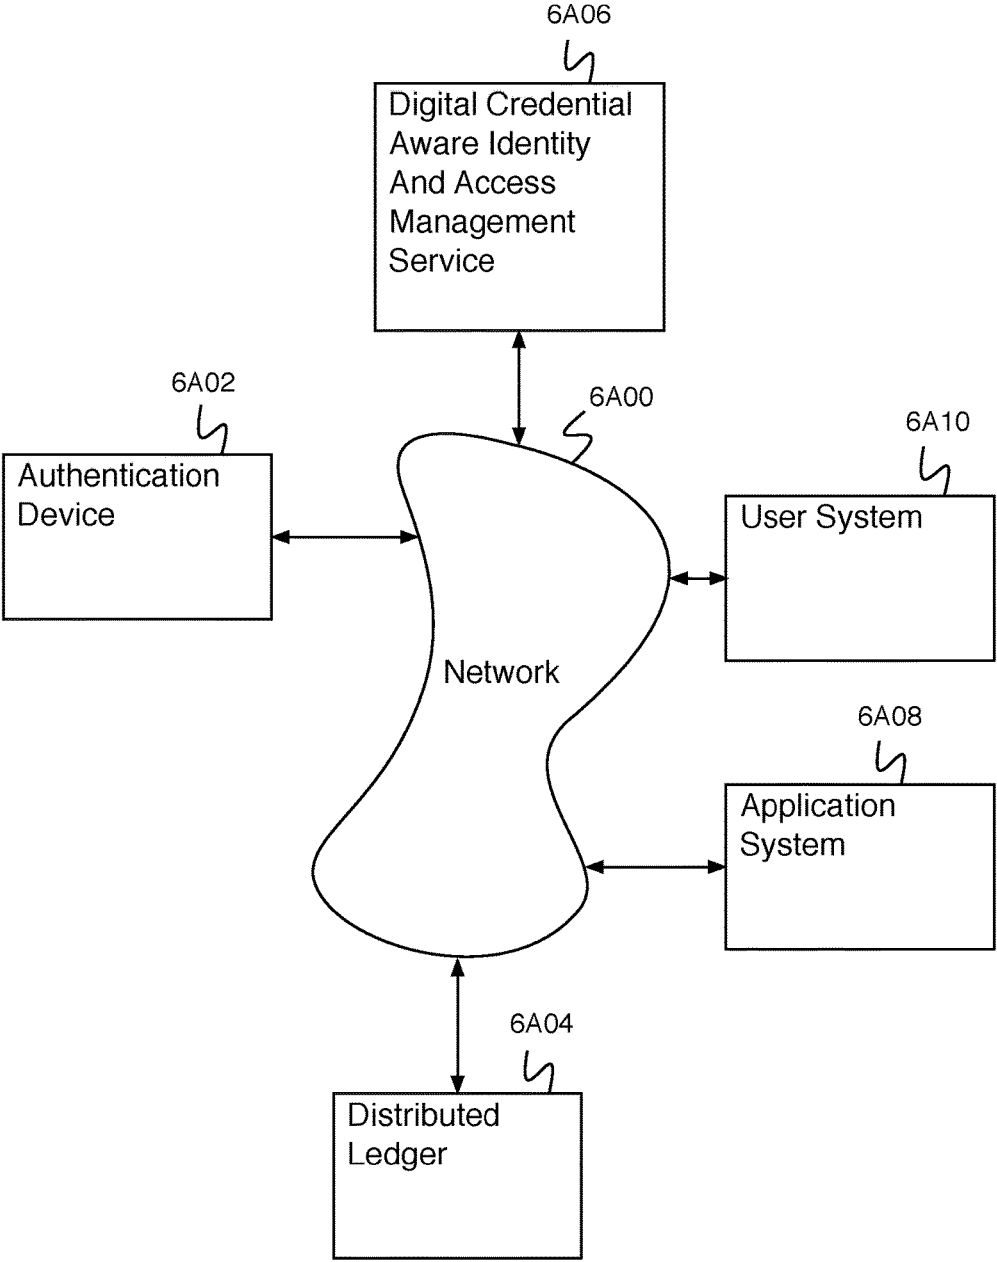 6A06
Digital Credential
Aware Identity
And Access
Management
Service
6A02
Authentication
Device
6A00
Network
6A10
User System
6A08
Application
System
6A04
Distributed
Ledger